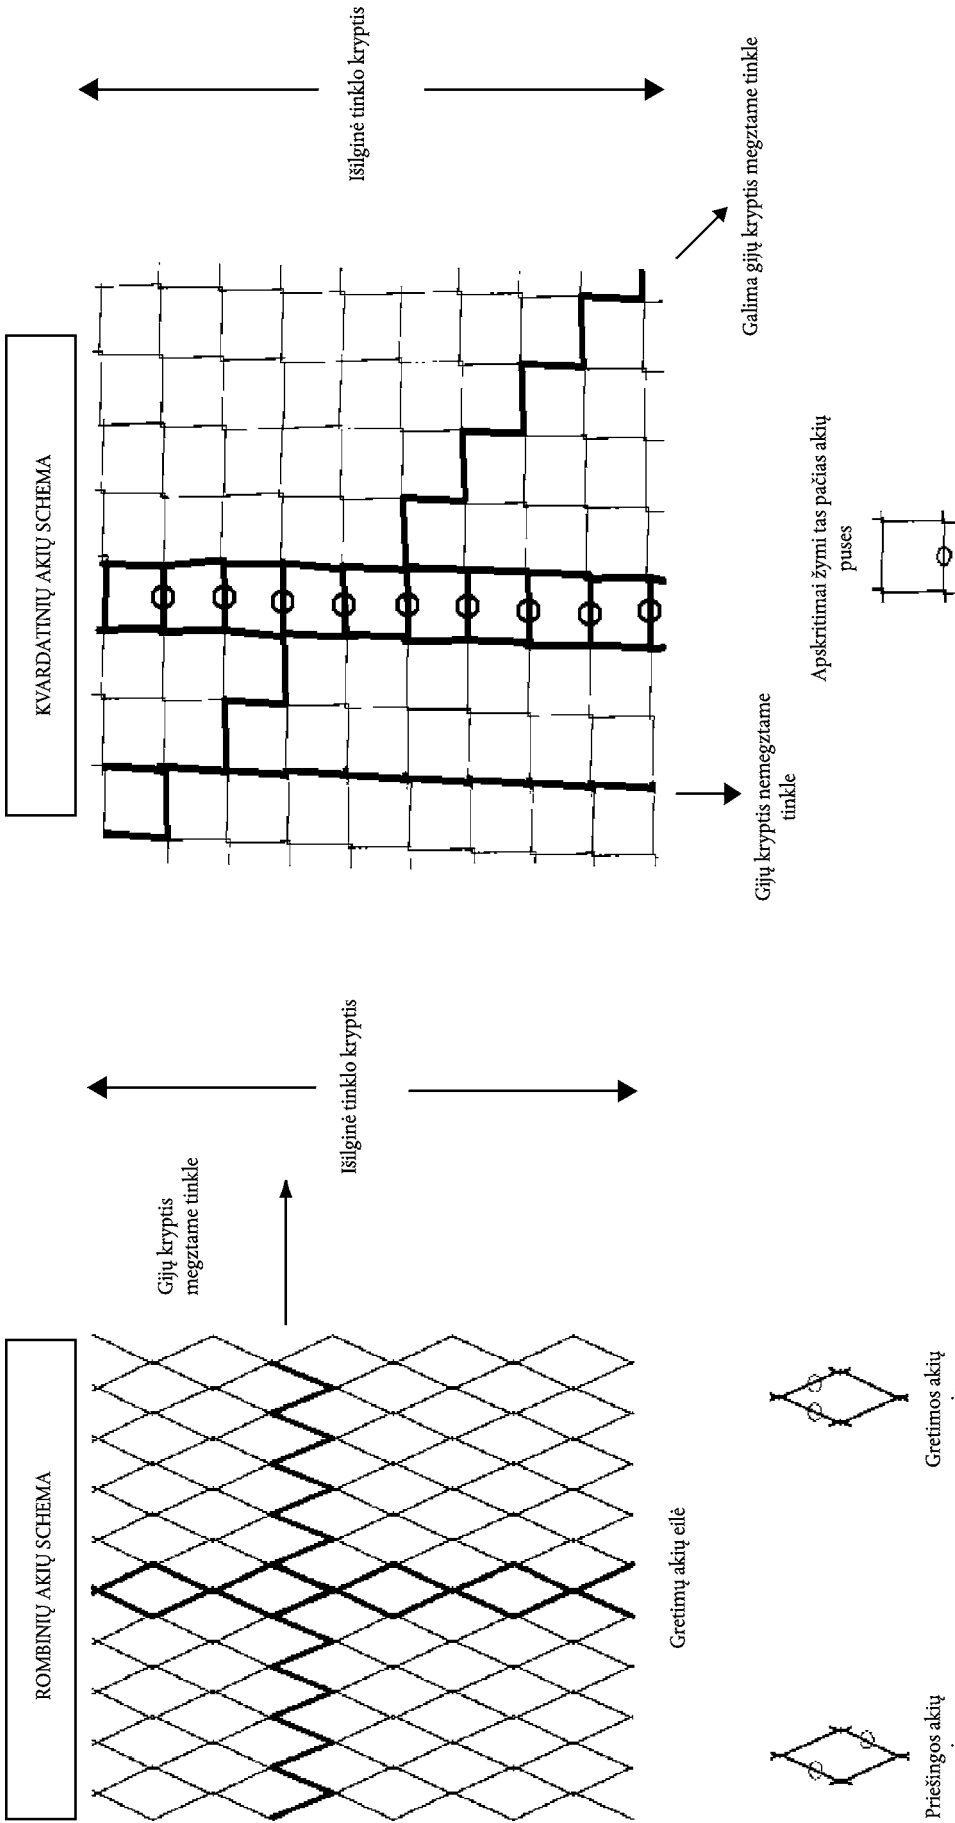 ROMBINIŲ AKIŲ SCHEMA
Gijų kryptis
megztame tinkle
Išilginė tinklo kryptis
Gretimų akių eilė
Priešingos akių
Gretimos akių
KVARDATINIŲ AKIŲ SCHEMA
Išilginė tinklo kryptis
Gijų kryptis nemegztame
tinkle
Galima gijų kryptis megztame tinkle
Apskritimai žymi tas pačias akių
puses